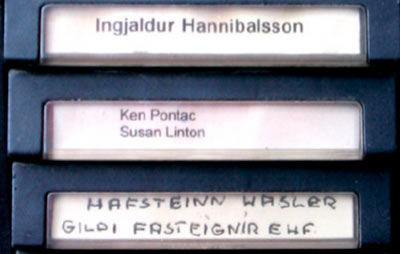 Ingjaldur Hannibalsson
Ken Pontac
Susan Linton
HAFSTEINN WASLER
GILDI FASTEIGNIR EHF